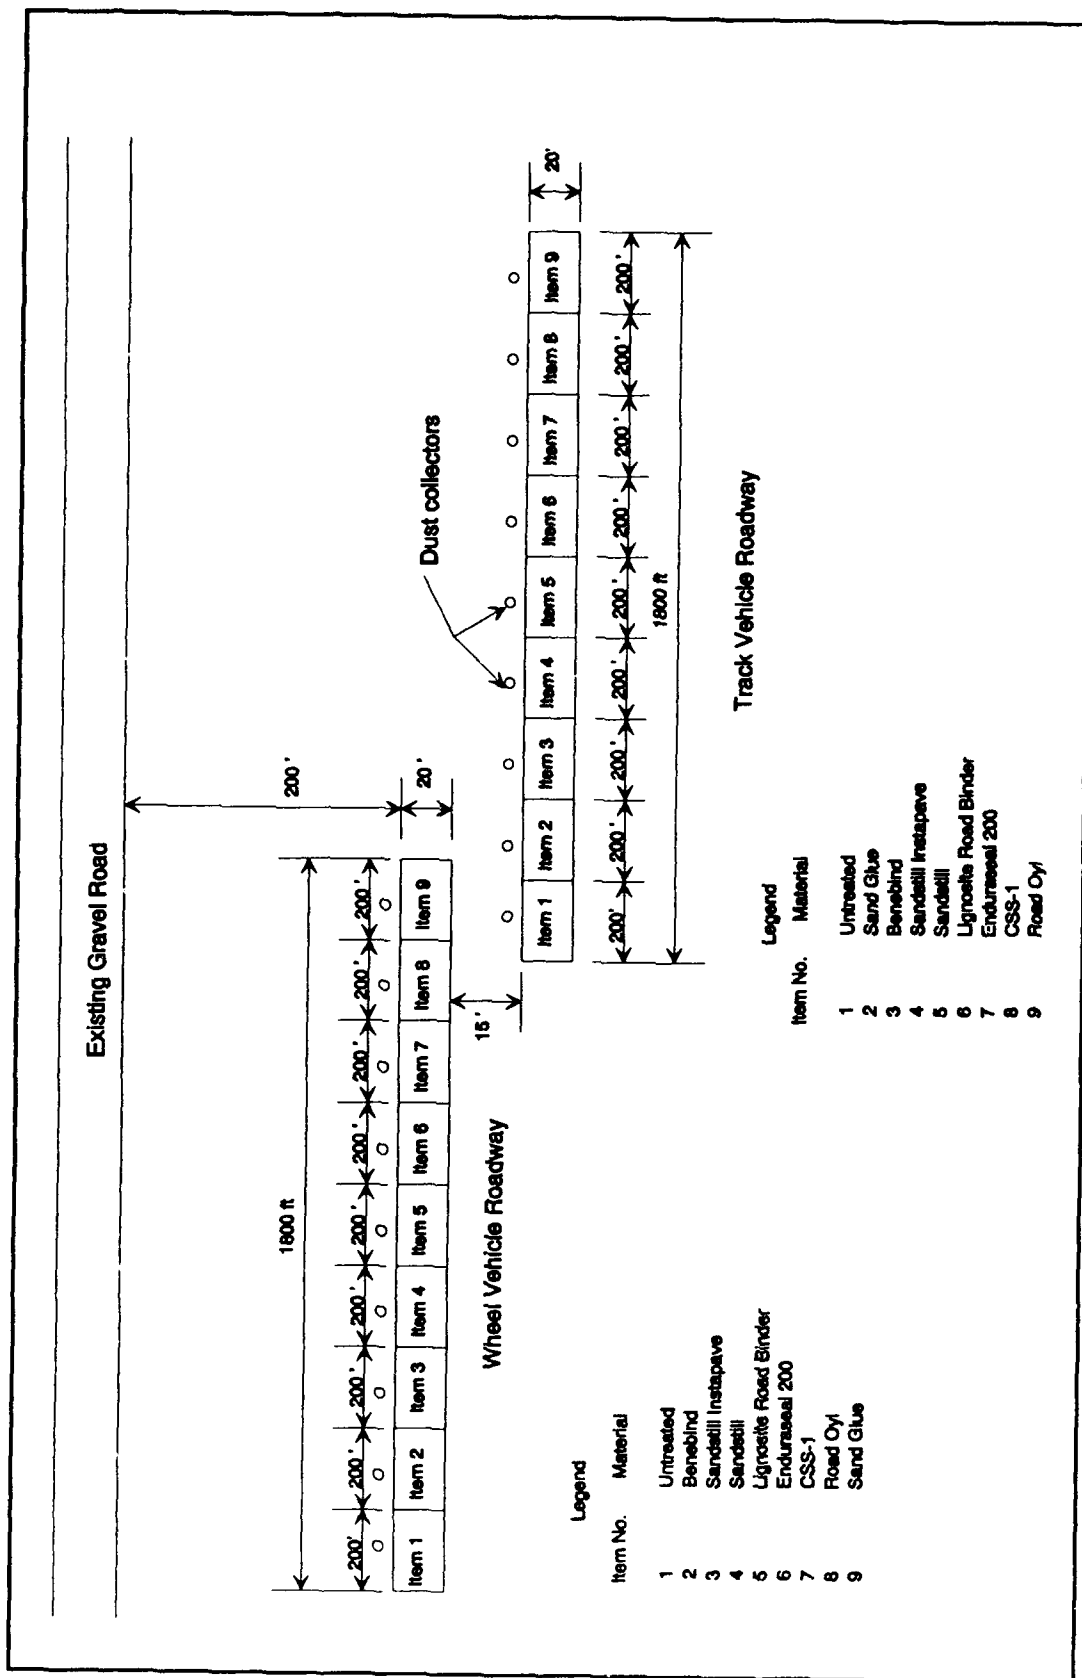 Existing Gravel Road
1800 ft
200'
200'
200'
200'
200'
200'
200'
200'
200'
200'
20'
Item 1
Item 2
Item 3
Item 4
Item 5
Item 6
Item 7
Item 8
Item 9
15'
Wheel Vehicle Roadway
Dust collectors
20'
Item 1
Item 2
Item 3
Item 4
Item 5
Item 6
Item 7
Item 8
Item 9
200'
200'
200'
200'
200'
200'
200'
200'
200'
1800 ft
Track Vehicle Roadway
Legend
Item No. Material
1 Untreated
2 Benebind
3 Sandstill Instapave
4 Sandstill
5 Lignosite Road Binder
6 Enduraseal 200
7 CSS-1
8 Road Oyl
9 Sand Glue
Legend
Item No. Material
1 Untreated
2 Sand Glue
3 Benebind
4 Sandstill Instapave
5 Sandstill
6 Lignosite Road Binder
7 Enduraseal 200
8 CSS-1
9 Road Oyl